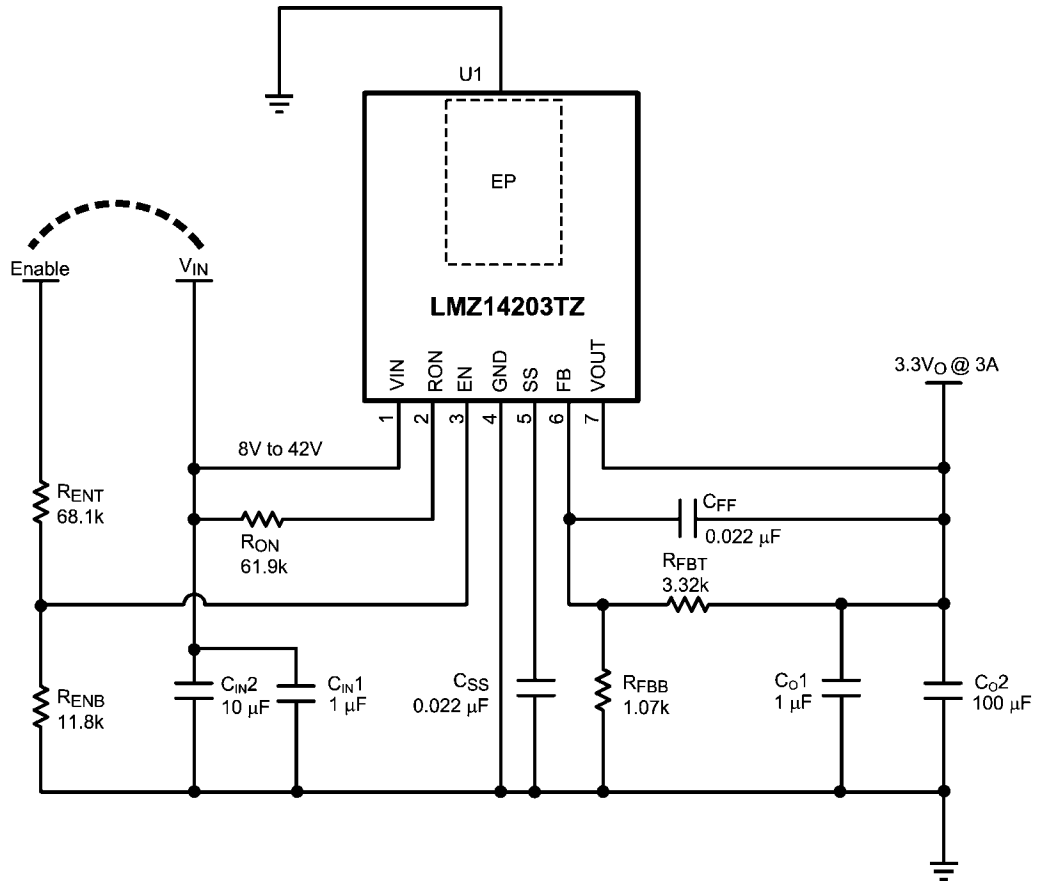 U1
EP
Enable
VIN
LMZ14203TZ
VIN
RON
EN
GND
SS
FB
VOUT
1
2
3
4
5
6
7
3.3VO @ 3A
8V to 42V
RENT
68.1k
RON
61.9k
CFF
0.022 µF
RFBT
3.32k
RENB
11.8k
CIN2
10 µF
CIN1
1 µF
CSS
0.022 µF
RFBB
1.07k
CO1
1 µF
CO2
100 µF